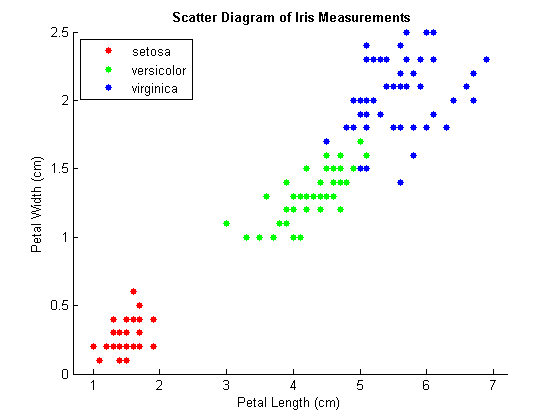 Scatter Diagram of Iris Measurements
2.5
setosa
versicolor
virginica
2
1.5
Petal Width (cm)
1
0.5
0
1 2 3 4 5 6 7
Petal Length (cm)